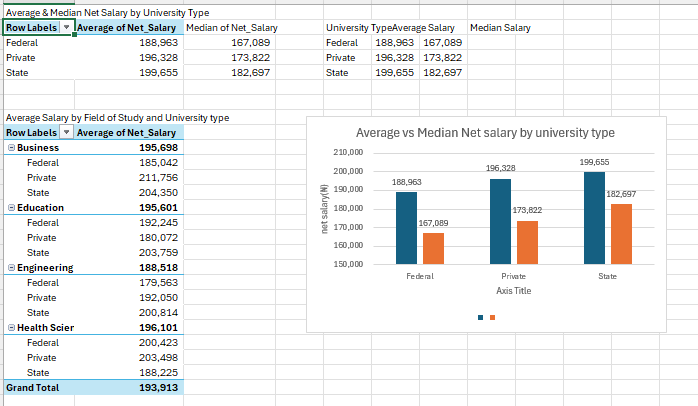 Average & Median Net Salary by University Type
Row Labels Average of Net_Salary Median of Net_Salary University Type Average Salary Median Salary
Federal 188,963 167,089 Federal 188,963 167,089
Private 196,328 173,822 Private 196,328 173,822
State 199,655 182,697 State 199,655 182,697
Average Salary by Field of Study and University type
Row Labels Average of Net_Salary
Business 195,698
Federal 185,042
Private 211,756
State 204,350
Education 195,601
Federal 192,245
Private 180,072
State 203,759
Engineering 188,518
Federal 179,563
Private 192,050
State 200,814
Health Scier 196,101
Federal 200,423
Private 203,498
State 188,225
Grand Total 193,913
Average vs Median Net salary by university type
net salary(₦)
210,000
200,000
190,000
180,000
170,000
160,000
150,000
188,963
167,089
196,328
173,822
199,655
182,697
Federal Private State
Axis Title